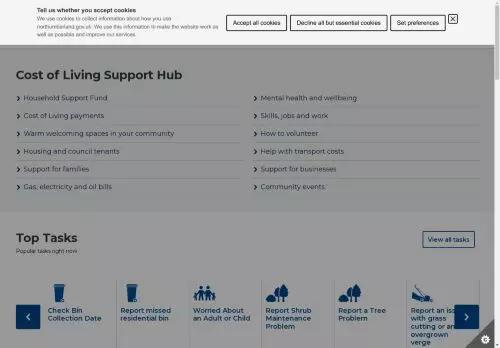 Tell us whether you accept cookies
We use cookies to collect information about how you use
northumberland.gov.uk. We use this information to make the website work as
well as possible and improve our services.
Accept all cookies
Decline all but essential cookies
Set preferences
Cost of Living Support Hub
Household Support Fund
Cost of Living payments
Warm welcoming spaces in your community
Housing and council tenants
Support for families
Gas, electricity and oil bills
Mental health and wellbeing
Skills, jobs and work
How to volunteer
Help with transport costs
Support for businesses
Community events
Top Tasks
Popular tasks right now
View all tasks
Check Bin
Collection Date
Report missed
residential bin
Worried About
an Adult or Child
Report Shrub
Maintenance
Problem
Report a Tree
Problem
Report an iss
with grass
cutting or an
overgrown
verge